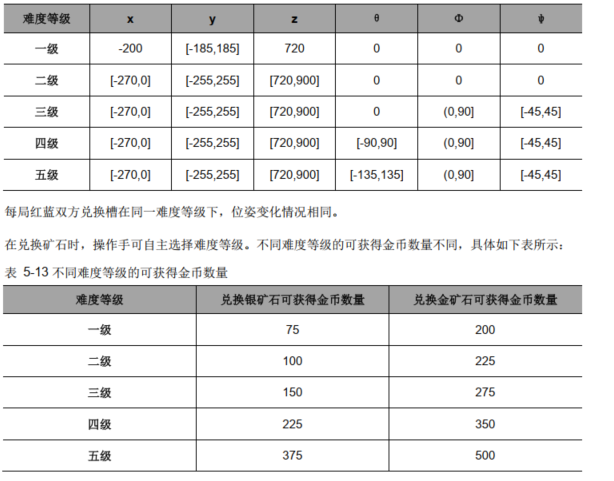 难度等级 x y z θ Φ ψ
一级 -200 [-185,185] 720 0 0 0
二级 [-270,0] [-255,255] [720,900] 0 0 0
三级 [-270,0] [-255,255] [720,900] 0 (0,90] [-45,45]
四级 [-270,0] [-255,255] [720,900] [-90,90] (0,90] [-45,45]
五级 [-270,0] [-255,255] [720,900] [-135,135] (0,90] [-45,45]
每局红蓝双方兑换槽在同一难度等级下，位姿变化情况相同。
在兑换矿石时，操作手可自主选择难度等级。不同难度等级的可获得金币数量不同，具体如下表所示：
表 5-13 不同难度等级的可获得金币数量
难度等级 兑换银矿石可获得金币数量 兑换金矿石可获得金币数量
一级 75 200
二级 100 225
三级 150 275
四级 225 350
五级 375 500